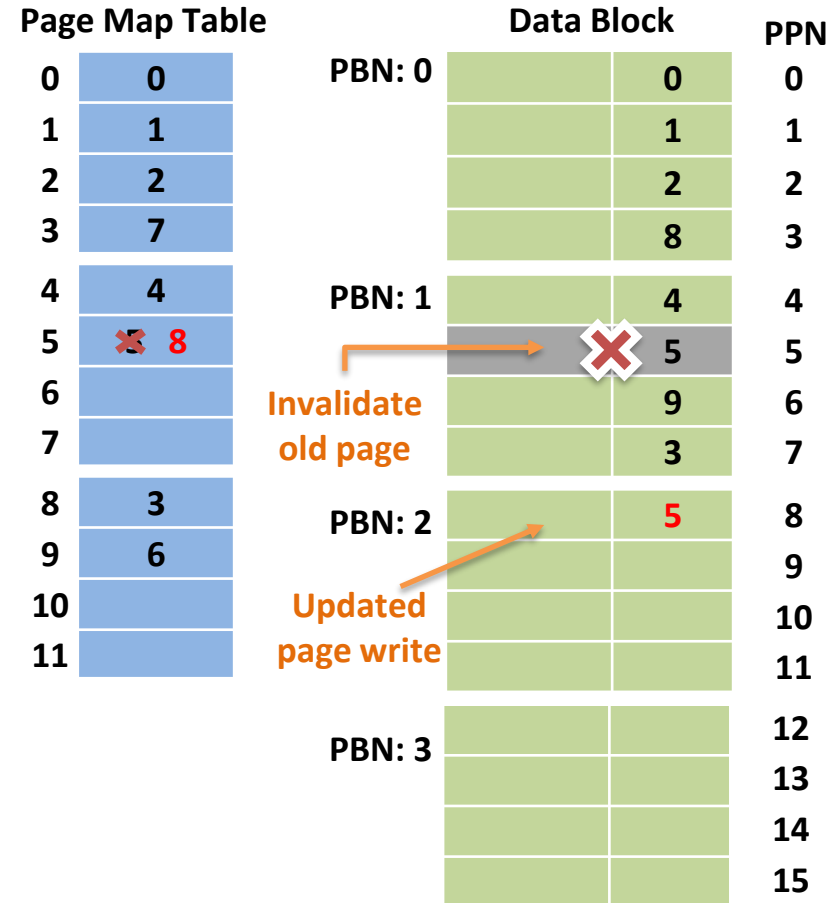 Page Map Table
Data Block
PPN
0 0 PBN: 0 0 0
1 1 1 1
2 2 2 2
3 7 8 3
4 4 PBN: 1 4 4
5 5 8 5 5
6 9 6
7 3 7
Invalidate
old page
8 3 PBN: 2 5 8
9 6 9
10 10
11 11
Updated
page write
PBN: 3 12
13
14
15